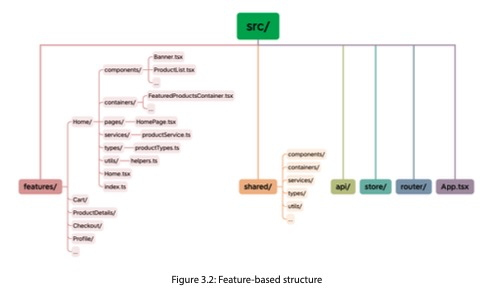 src/
Banner.tsx
components/
ProductList.tsx
...
FeaturedProductsContainer.tsx
containers/
...
Home/
pages/
HomePage.tsx
services/
productService.ts
types/
productTypes.ts
utils/
helpers.ts
Home.tsx
index.ts
features/
Cart/
ProductDetails/
Checkout/
Profile/
...
shared/
components/
containers/
services/
types/
utils/
...
api/
store/
router/
App.tsx
Figure 3.2: Feature-based structure